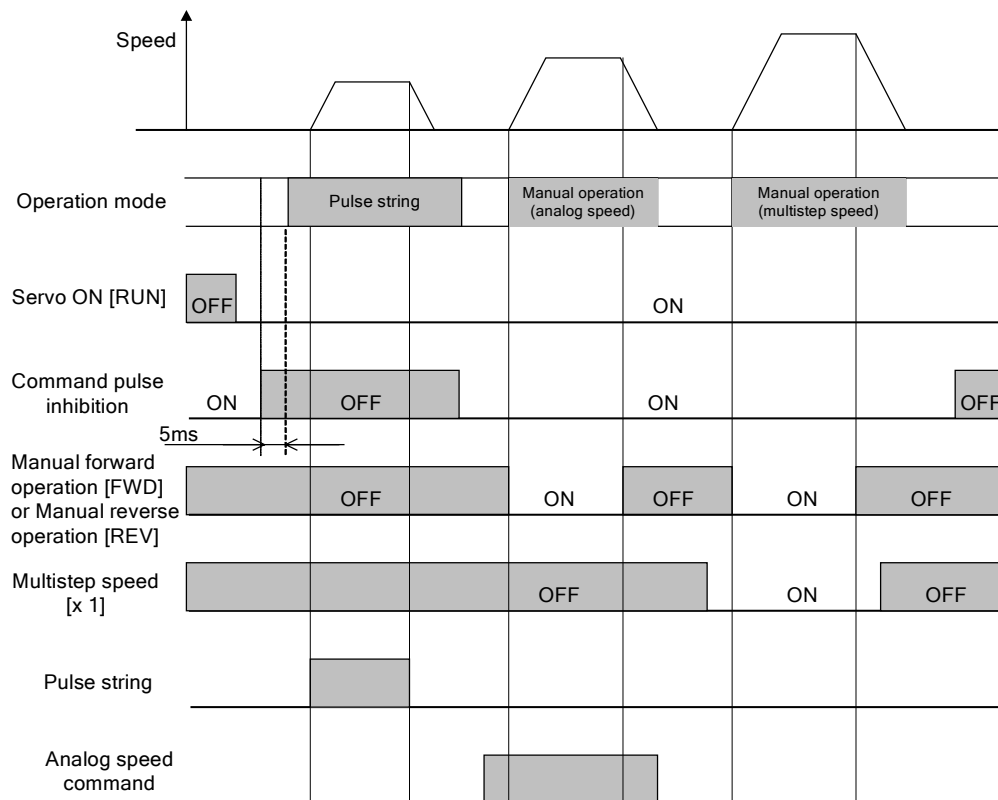 Speed
Operation mode
Pulse string
Manual operation
(analog speed)
Manual operation
(multistep speed)
Servo ON [RUN]
OFF
ON
Command pulse
inhibition
ON
OFF
ON
OFF
5ms
Manual forward
operation [FWD]
or Manual reverse
operation [REV]
OFF
ON
OFF
ON
OFF
Multistep speed
[x 1]
OFF
ON
OFF
Pulse string
Analog speed
command